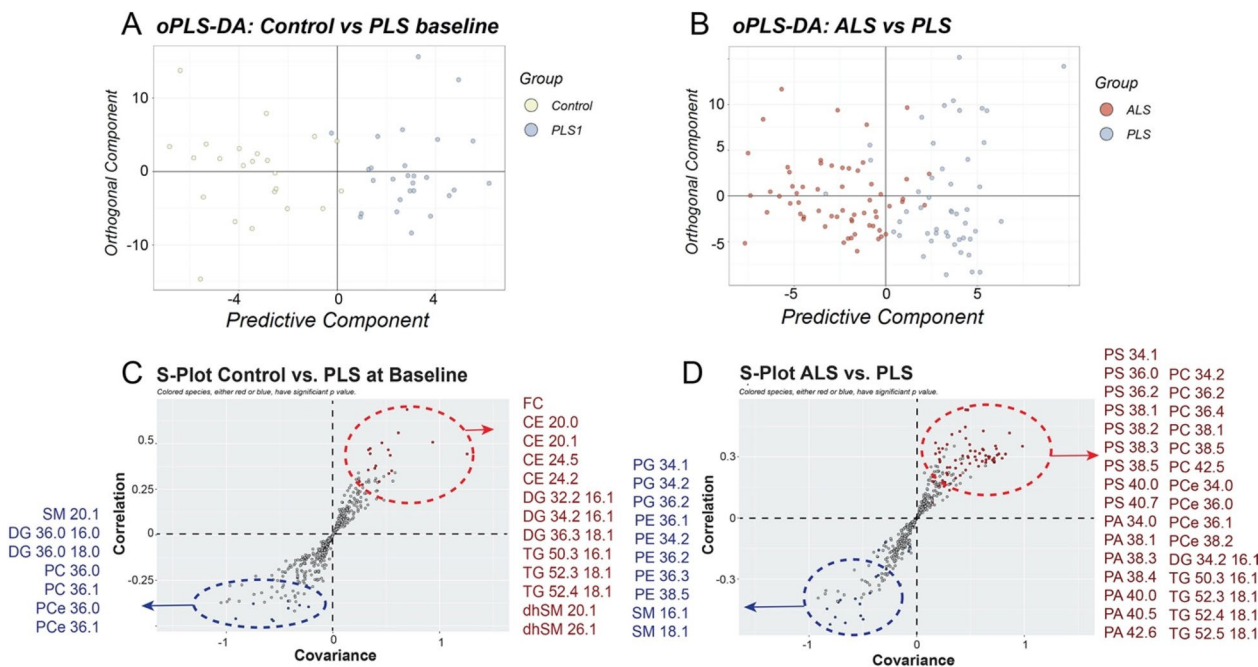 A oPLS-DA: Control vs PLS baseline
10
0
-10
-4
0
4
Orthogonal Component
Predictive Component
Group
Control
PLS1
B oPLS-DA: ALS vs PLS
10
5
0
-5
-5
0
5
Orthogonal Component
Predictive Component
Group
ALS
PLS
C S-Plot Control vs. PLS at Baseline
Colored species, either red or blue, have significant p value.
0.5
0.25
0
-0.25
-1
0
1
Correlation
Covariance
SM 20.1
DG 36.0 16.0
DG 36.0 18.0
PC 36.0
PC 36.1
PCe 36.0
PCe 36.1
FC
CE 20.0
CE 20.1
CE 24.5
CE 24.2
DG 32.2 16.1
DG 34.2 16.1
DG 36.3 18.1
TG 50.3 16.1
TG 52.3 18.1
TG 52.4 18.1
dhSM 20.1
dhSM 26.1
D S-Plot ALS vs. PLS
Colored species, either red or blue, have significant p value.
0.3
0
-0.3
-1
0
1
Correlation
Covariance
PG 34.1
PG 34.2
PG 36.2
PE 36.1
PE 34.2
PE 36.2
PE 36.3
PE 38.5
SM 16.1
SM 18.1
PS 34.1
PS 36.0
PS 36.2
PS 38.1
PS 38.2
PS 38.3
PS 38.5
PS 40.0
PS 40.7
PA 34.0
PA 38.1
PA 38.3
PA 38.4
PA 40.0
PA 40.5
PA 42.6
PC 34.2
PC 36.2
PC 36.4
PC 38.1
PC 38.5
PC 42.5
PCe 34.0
PCe 36.0
PCe 36.1
PCe 38.2
DG 34.2 16.1
TG 50.3 16.1
TG 52.3 18.1
TG 52.4 18.1
TG 52.5 18.1